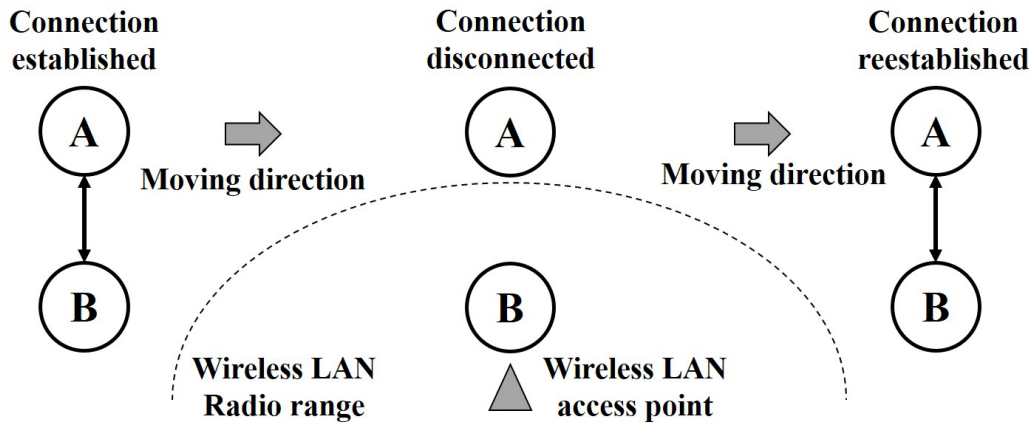 Connection
established
Connection
disconnected
Connection
reestablished
A
A
A
Moving direction
Moving direction
B
B
B
Wireless LAN
Radio range
Wireless LAN
access point